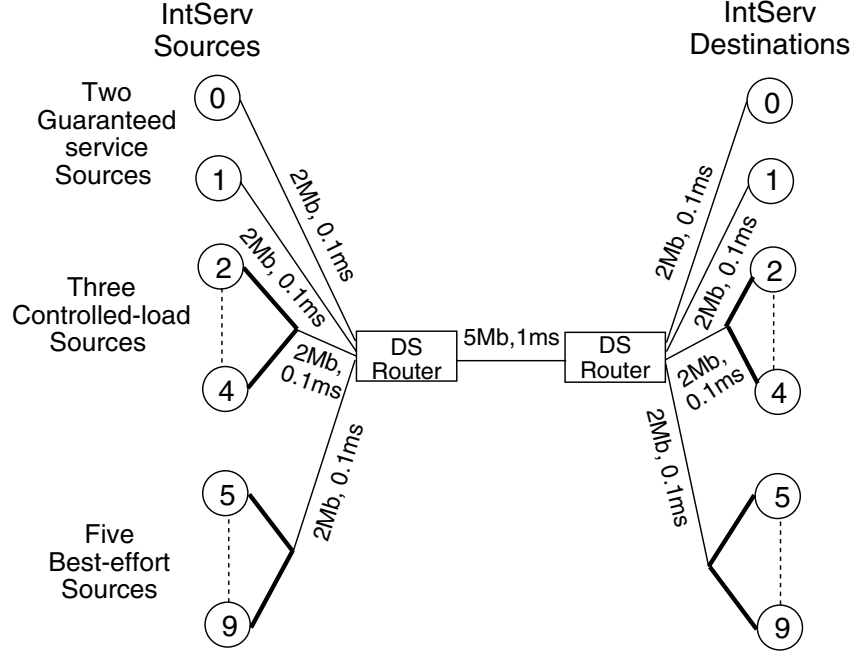 IntServ
Sources
IntServ
Destinations
Two
Guaranteed
service
Sources
0
1
2Mb, 0.1ms
2Mb, 0.1ms
Three
Controlled-load
Sources
2
4
2Mb,
0.1ms
Five
Best-effort
Sources
5
9
2Mb, 0.1ms
DS
Router
5Mb,1ms
DS
Router
2Mb, 0.1ms
2Mb, 0.1ms
2Mb,
0.1ms
2Mb, 0.1ms
0
1
2
4
5
9